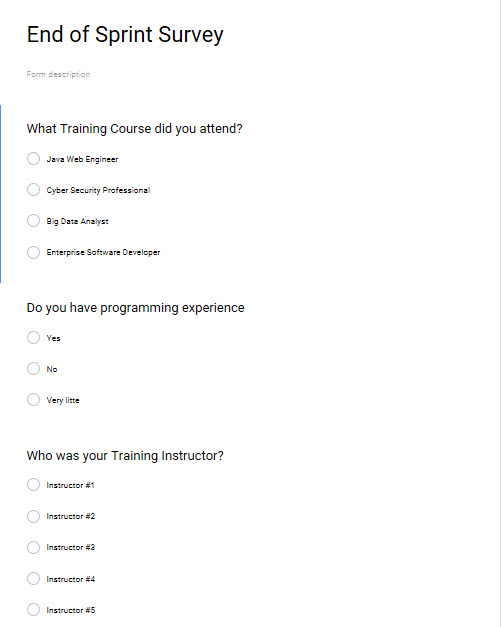 End of Sprint Survey
Form description
What Training Course did you attend?
Java Web Engineer
Cyber Security Professional
Big Data Analyst
Enterprise Software Developer
Do you have programming experience
Yes
No
Very litte
Who was your Training Instructor?
Instructor #1
Instructor #2
Instructor #3
Instructor #4
Instructor #5